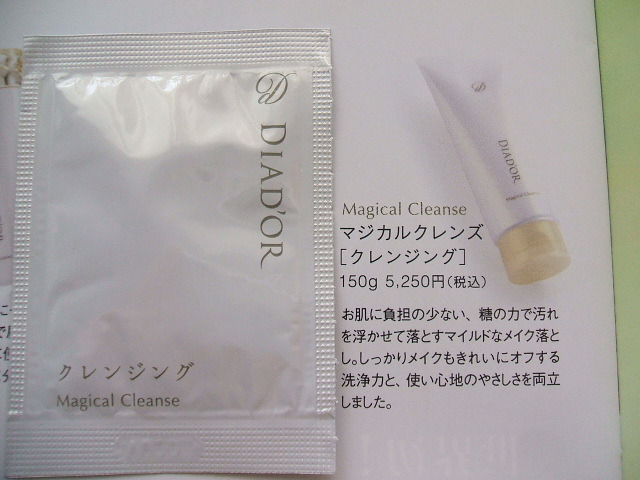 DIAD'OR
クレンジング
Magical Cleanse
DIAD'OR
Magical Cleanse
マジカルクレンズ
［クレンジング］
150g 5,250円(税込)
お肌に負担の少ない、糖の力で汚れ
を浮かせて落とすマイルドなメイク落と
し。しっかりメイクもきれいにオフする
洗浄力と、使い心地のやさしさを両立
しました。